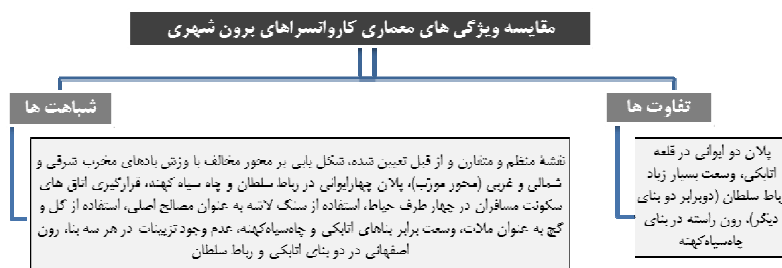 مقایسه ویژگی های معماری کاروانسراهای برون شهری
شباهت ها
تفاوت ها
نقشهٔ منظم و متقارن و از قبل تعیین شده، شکل یابی بر محور مخالف با وزش بادهای مخرب شرقی و
شمالی و غربی (محور مورب)، پلان چهارایوانی در رباط سلطان و چاه سیاه کهنه، قرارگیری اتاق های
سکونت مسافران در چهار طرف حیاط، استفاده از سنگ لاشه به عنوان مصالح اصلی، استفاده از گل و
گچ به عنوان ملات، وسعت برابر بناهای اتابکی و چاه‌سیاه‌کهنه، عدم وجود تزیینات در هر سه بنا، رون
اصفهانی در دو بنای اتابکی و رباط سلطان
پلان دو ایوانی در قلعه
اتابکی، وسعت بسیار زیاد
باط سلطان (دوبرابر دو بنای
دیگر)، رون راسته در بنای
چاه‌سیاه‌کهنه